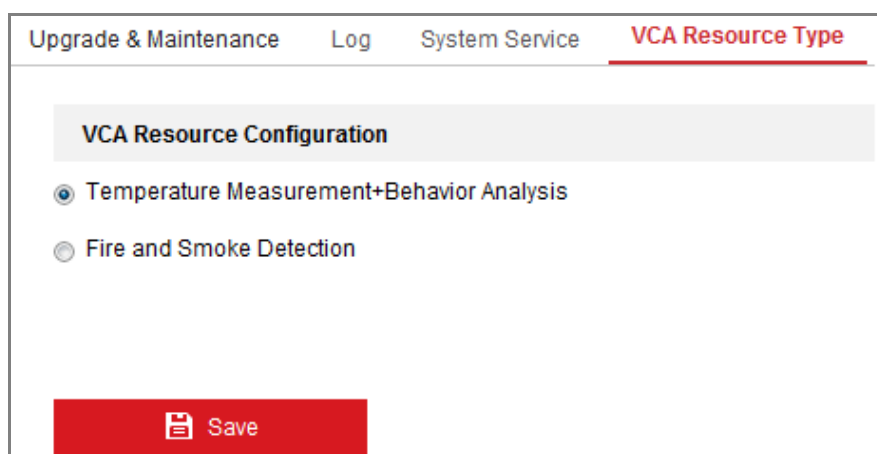 Upgrade & Maintenance Log System Service VCA Resource Type
VCA Resource Configuration
Temperature Measurement+Behavior Analysis
Fire and Smoke Detection
Save